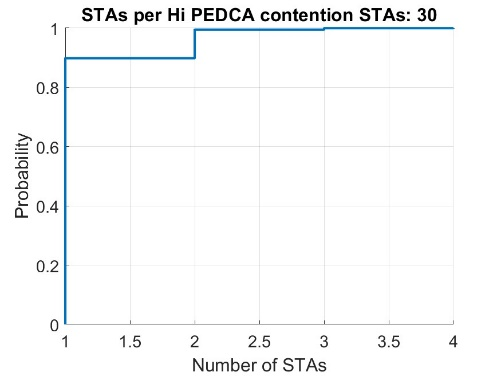 STAs per Hi PEDCA contention STAs: 30
1
0.8
0.6
0.4
0.2
0
Probability
1 1.5 2 2.5 3 3.5 4
Number of STAs